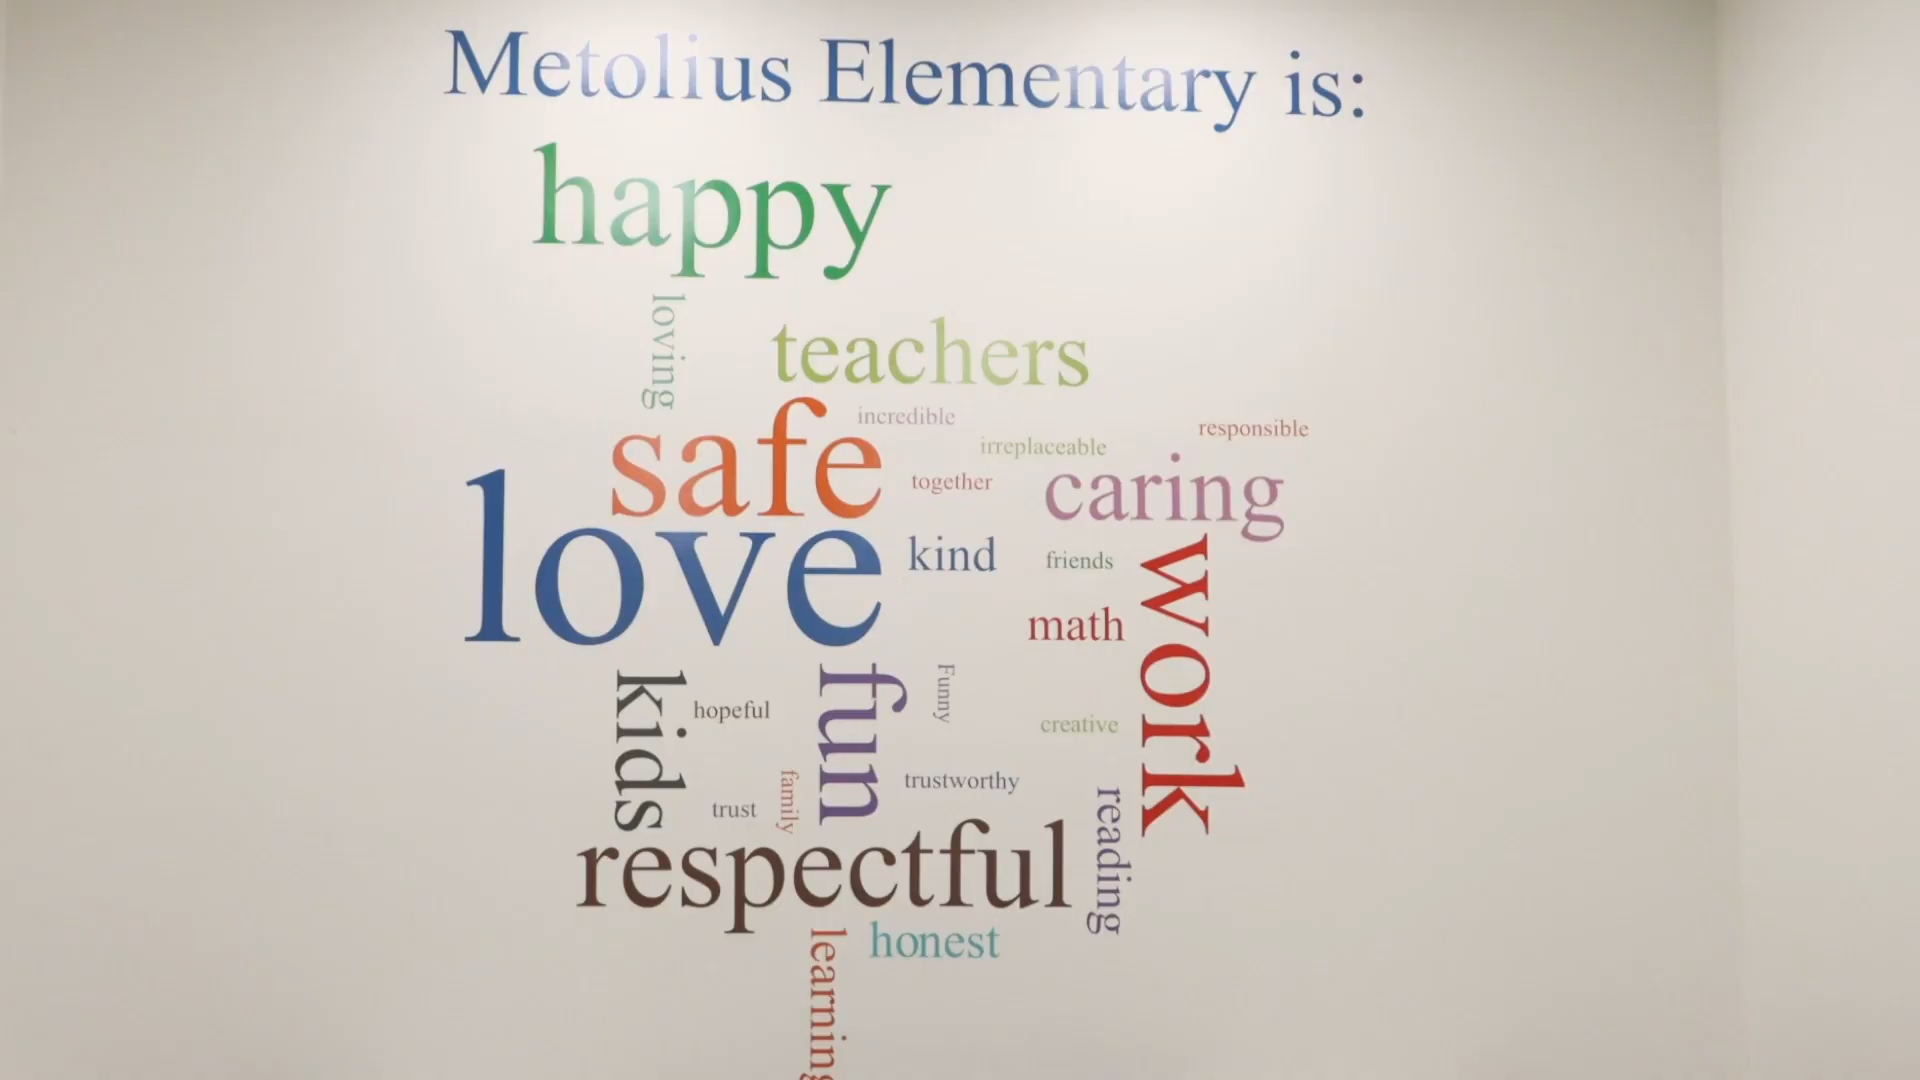 Metolius Elementary is:
happy
loving
teachers
safe
incredible
irreplaceable
responsible
together
caring
love
kind
friends
math
work
kids
hopeful
fun
Funny
creative
trust
family
trustworthy
reading
respectful
honest
learning